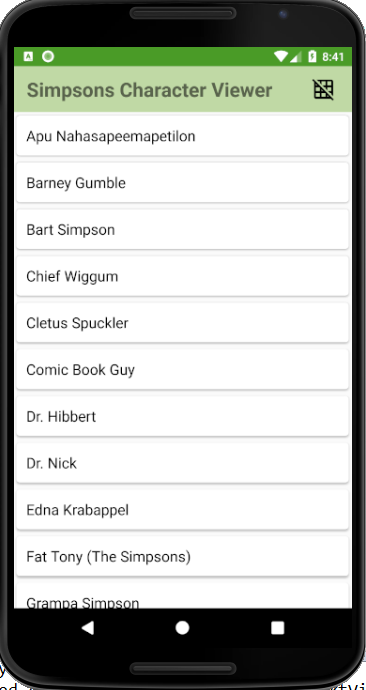 8:41
Simpsons Character Viewer
Apu Nahasapeemapetilon
Barney Gumble
Bart Simpson
Chief Wiggum
Cletus Spuckler
Comic Book Guy
Dr. Hibbert
Dr. Nick
Edna Krabappel
Fat Tony (The Simpsons)
Grampa Simpson